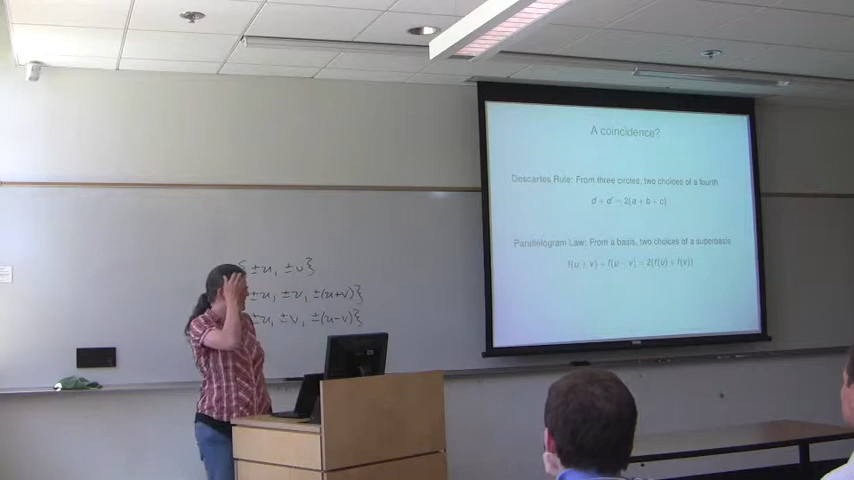 A coincidence?
Descartes Rule: From three circles, two choices of a fourth
d + d' = 2(a + b + c)
Parallelogram Law: From a basis, two choices of a superbasis
f(u + v) + f(u - v) = 2(f(u) + f(v))
{±u, ±v}
±u, ±v, ±(u+v)}
±u, ±v, ±(u-v)}